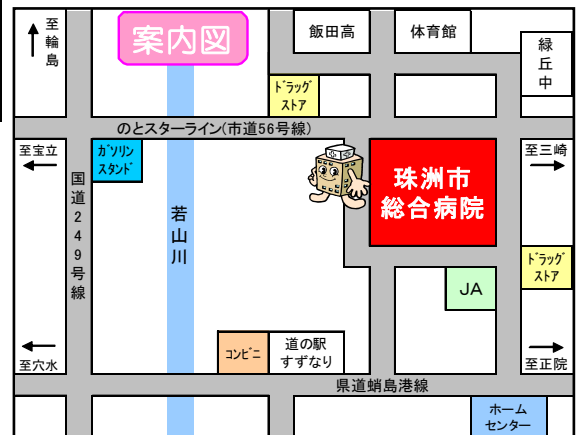 至輪島
案内図
飯田高
体育館
緑丘中
ドラッグ
ストア
のとスターライン(市道56号線)
至宝立
ガソリン
スタンド
国道249号線
若山川
珠洲市
総合病院
至三崎
ドラッグ
ストア
JA
至穴水
コンビニ
道の駅
すずなり
至正院
県道蛸島港線
ホーム
センター